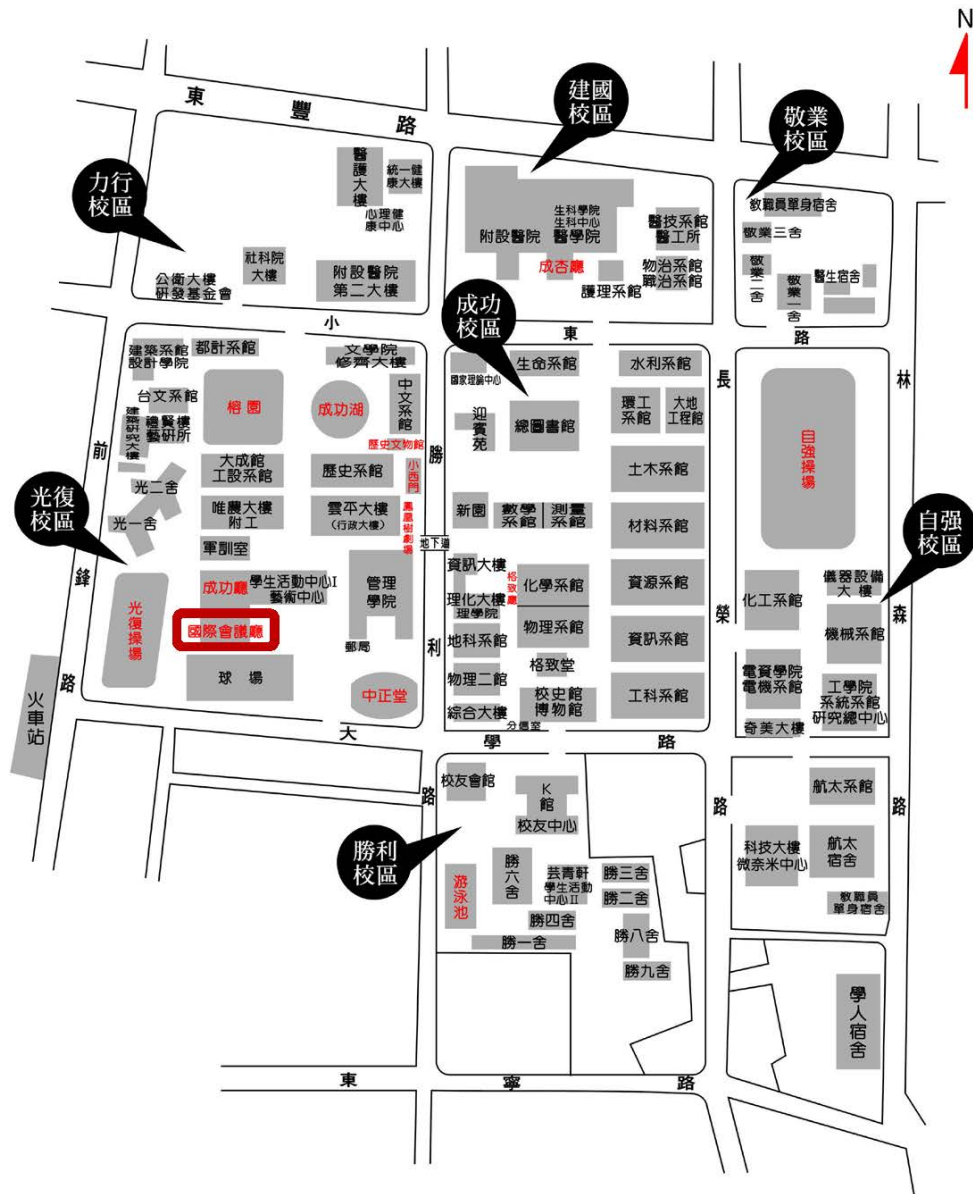 N
東豐路
建國
校區
敬業
校區
力行
校區
醫護大樓
統一健
康大樓
心理健
康中心
社科院
大樓
公衛大樓
研發基金會
附設醫院
第二大樓
附設醫院
生科學院
生科中心
醫學院
成杏廳
護理系館
醫技系館
醫工所
物治系館
職治系館
教職員單身宿舍
敬業三舍
敬業二舍
敬業一舍
醫生宿舍
小東路
成功
校區
建築系館
設計學院
都計系館
文學院
修齊大樓
台文系館
榕園
成功湖
中文系館
建築研究大樓
禮賢樓
藝研所
歷史文物館
大成館
工設系館
歷史系館
小西門
光二舍
光一舍
唯農大樓
附工
雲平大樓
(行政大樓)
鳳凰樹劇場
光復
校區
軍訓室
成功廳
學生活動中心I
藝術中心
管理
學院
國際會議廳
郵局
光復操場
球場
中正堂
前鋒路
火車站
勝利路
地下道
國家理論中心
生命系館
水利系館
迎賓苑
總圖書館
環工
系館
大地
工程館
土木系館
新園
數學
系館
測量
系館
材料系館
資訊大樓
格致廳
化學系館
資源系館
理化大樓
理學院
物理系館
地科系館
資訊系館
格致堂
物理二館
校史館
博物館
工科系館
綜合大樓
分信室
大學路
長榮路
林森路
自強操場
自強
校區
化工系館
儀器設備
大樓
機械系館
電資學院
電機系館
工學院
系統系館
研究總中心
奇美大樓
校友會館
K
館
校友中心
勝利
校區
游泳池
勝六舍
芸青軒
學生活動
中心II
勝三舍
勝二舍
勝四舍
勝一舍
勝八舍
勝九舍
航太系館
科技大樓
微奈米中心
航太
宿舍
教職員
單身宿舍
學人宿舍
東寧路